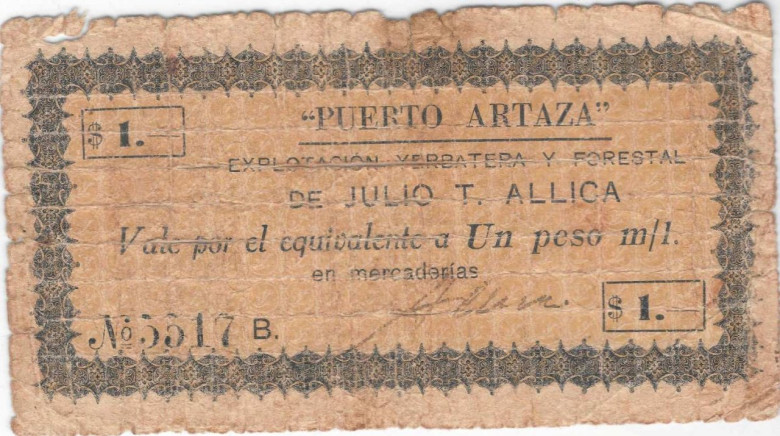 "PUERTO ARTAZA"
$ 1.—
EXPLOTACIÓN YERBATERA Y FORESTAL
DE JULIO T. ALLICA
Vale por el equivalente a Un peso m/l.
en mercaderías
$ 1.—
No 5517 B.